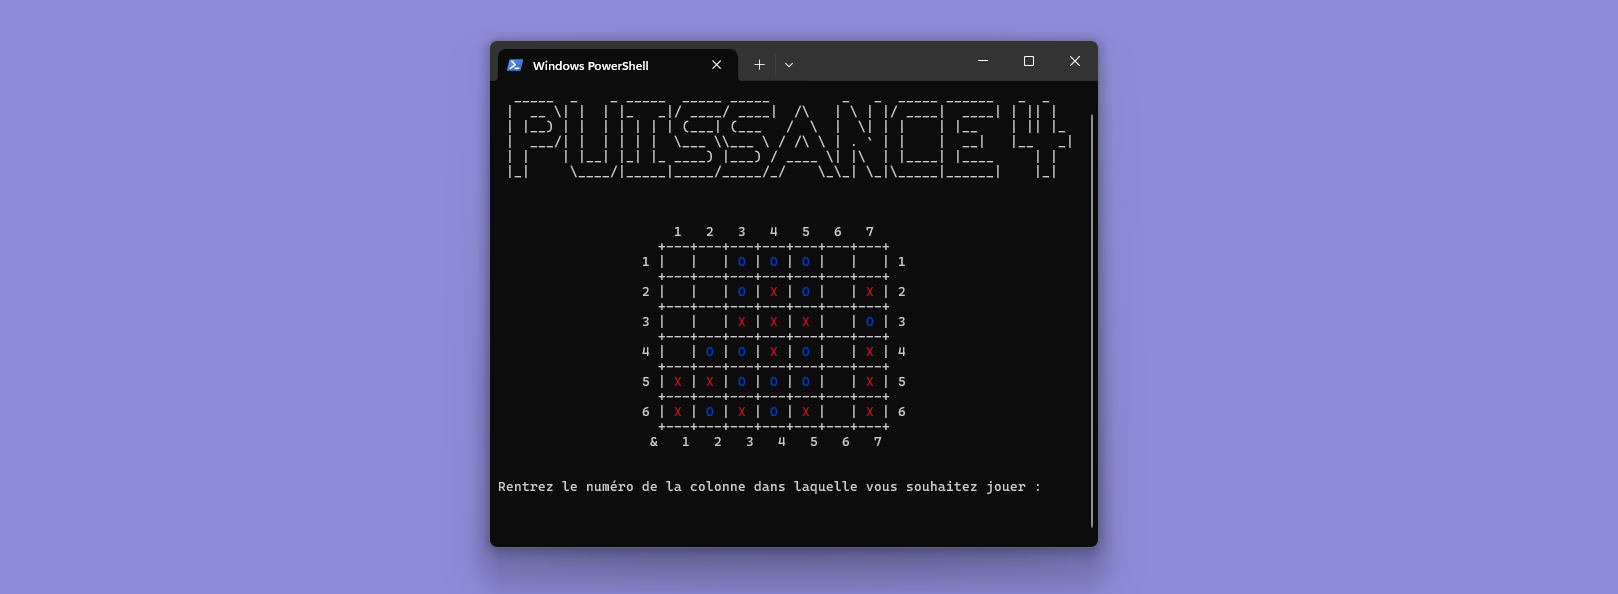 Windows PowerShell
PUISSANCE 4
1 2 3 4 5 6 7
+---+---+---+---+---+---+---+
1 |   |   | O | O | O |   |   | 1
+---+---+---+---+---+---+---+
2 |   |   | O | X | O |   | X | 2
+---+---+---+---+---+---+---+
3 |   |   | X | X | X |   | O | 3
+---+---+---+---+---+---+---+
4 |   | O | O | X | O |   | X | 4
+---+---+---+---+---+---+---+
5 | X | X | O | O | O |   | X | 5
+---+---+---+---+---+---+---+
6 | X | O | X | O | X |   | X | 6
+---+---+---+---+---+---+---+
& 1 2 3 4 5 6 7
Rentrez le numéro de la colonne dans laquelle vous souhaitez jouer :